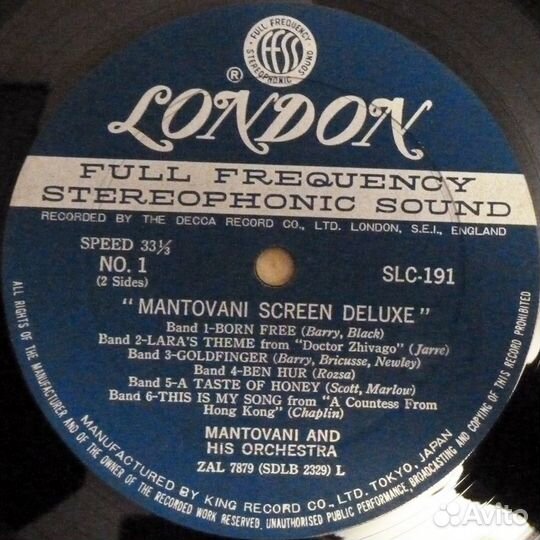 FULL FREQUENCY
ffss
STEREOPHONIC SOUND
®
LONDON
FULL FREQUENCY
STEREOPHONIC SOUND
RECORDED BY THE DECCA RECORD CO., LTD. LONDON, S.E.I., ENGLAND
SPEED 33⅓
NO. 1
(2 Sides)
SLC-191
"MANTOVANI SCREEN DELUXE"
Band 1-BORN FREE (Barry, Black)
Band 2-LARA'S THEME from "Doctor Zhivago" (Jarre)
Band 3-GOLDFINGER (Barry, Bricusse, Newley)
Band 4-BEN HUR (Rozsa)
Band 5-A TASTE OF HONEY (Scott, Marlow)
Band 6-THIS IS MY SONG from "A Countess From
Hong Kong" (Chaplin)
MANTOVANI AND
HIS ORCHESTRA
ZAL 7879 (SDLB 2329) L
MANUFACTURED BY KING RECORD CO., LTD. TOKYO, JAPAN
ALL RIGHTS OF THE MANUFACTURER AND OF THE OWNER OF THE RECORDED WORK RESERVED, UNAUTHORISED PUBLIC PERFORMANCE, BROADCASTING AND COPYING OF THIS RECORD PROHIBITED
Avito